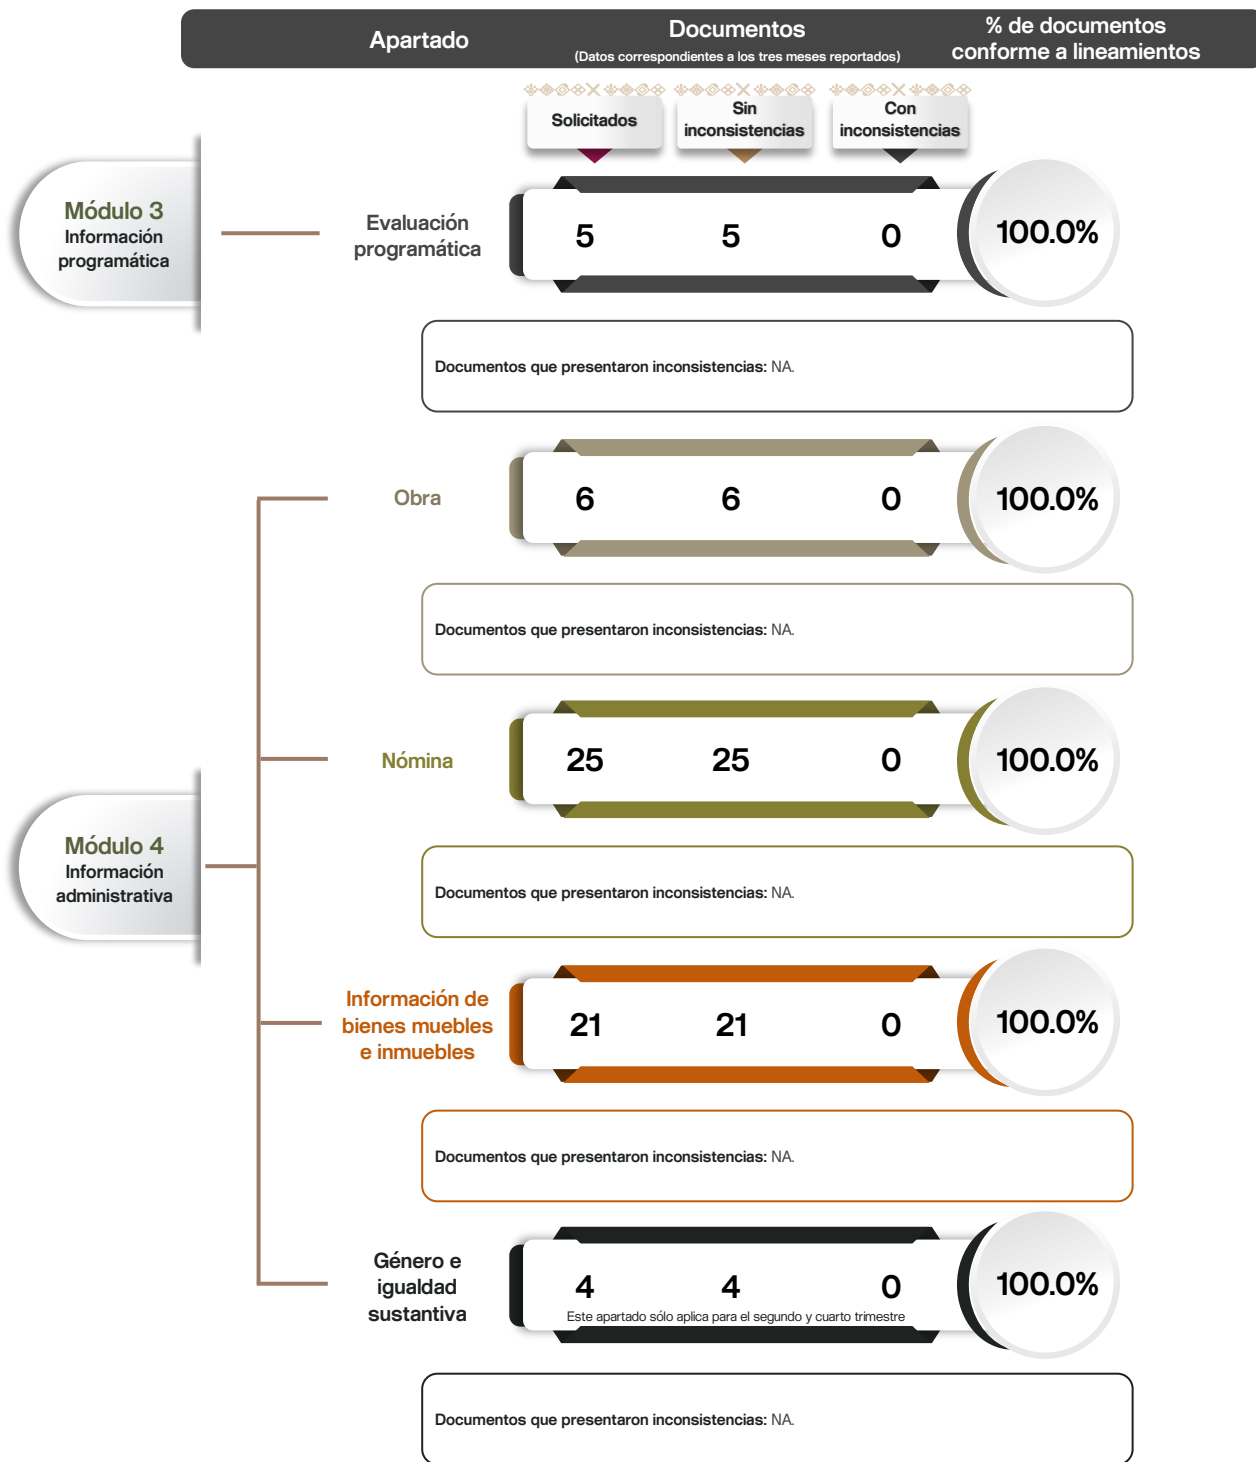 Apartado
Documentos
(Datos correspondientes a los tres meses reportados)
% de documentos
conforme a lineamientos
Solicitados
Sin
inconsistencias
Con
inconsistencias
Módulo 3
Información
programática
Evaluación
programática
5 5 0 100.0%
Documentos que presentaron inconsistencias: NA.
Obra
6 6 0 100.0%
Documentos que presentaron inconsistencias: NA.
Nómina
25 25 0 100.0%
Documentos que presentaron inconsistencias: NA.
Módulo 4
Información
administrativa
Información de
bienes muebles
e inmuebles
21 21 0 100.0%
Documentos que presentaron inconsistencias: NA.
Género e
igualdad
sustantiva
4 4 0 100.0%
Este apartado sólo aplica para el segundo y cuarto trimestre
Documentos que presentaron inconsistencias: NA.